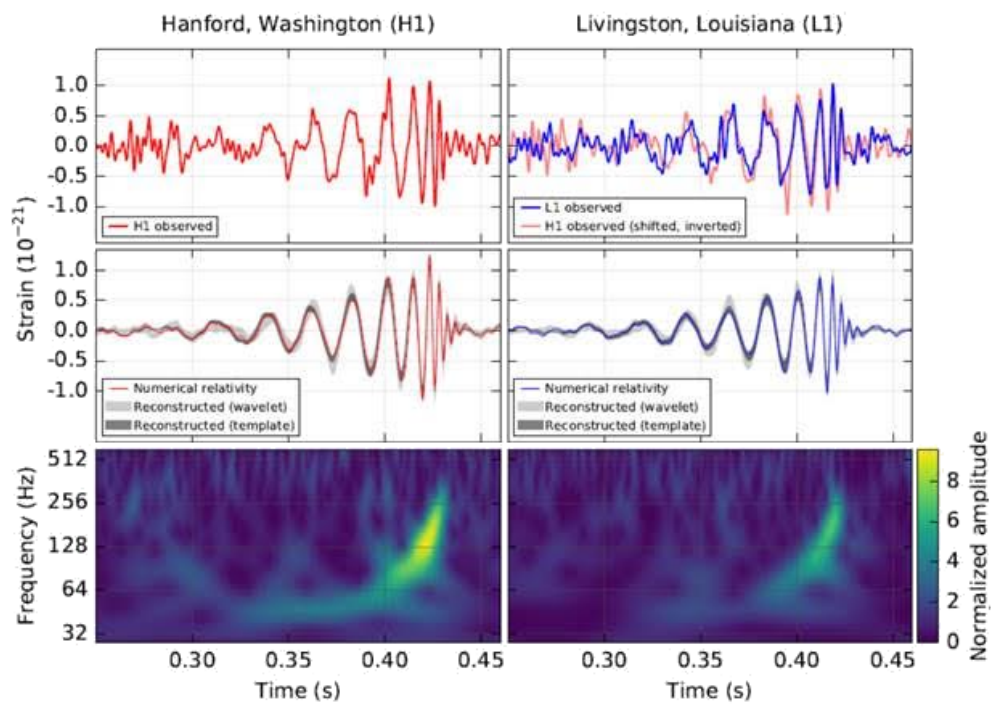 Hanford, Washington (H1)
Livingston, Louisiana (L1)
Strain (10⁻²¹)
1.0
0.5
0.0
-0.5
-1.0
H1 observed
L1 observed
H1 observed (shifted, inverted)
1.0
0.5
0.0
-0.5
-1.0
Numerical relativity
Reconstructed (wavelet)
Reconstructed (template)
Numerical relativity
Reconstructed (wavelet)
Reconstructed (template)
Frequency (Hz)
512
256
128
64
32
Normalized amplitude
8
6
4
2
0
0.30 0.35 0.40 0.45
0.30 0.35 0.40 0.45
Time (s)
Time (s)